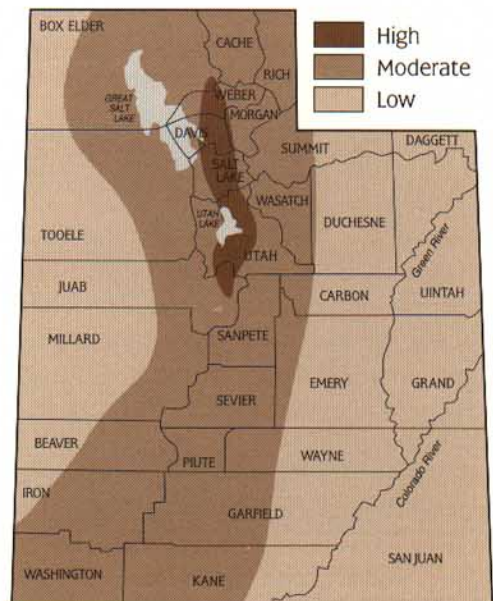 BOX ELDER
CACHE
RICH
High
Moderate
Low
GREAT
SALT
LAKE
WEBER
MORGAN
DAVIS
SUMMIT
DAGGETT
SALT
LAKE
TOOELE
UTAH
LAKE
WASATCH
DUCHESNE
UTAH
Green River
UINTAH
JUAB
CARBON
MILLARD
SANPETE
EMERY
GRAND
SEVIER
BEAVER
PIUTE
WAYNE
IRON
Colorado River
GARFIELD
SAN JUAN
WASHINGTON
KANE